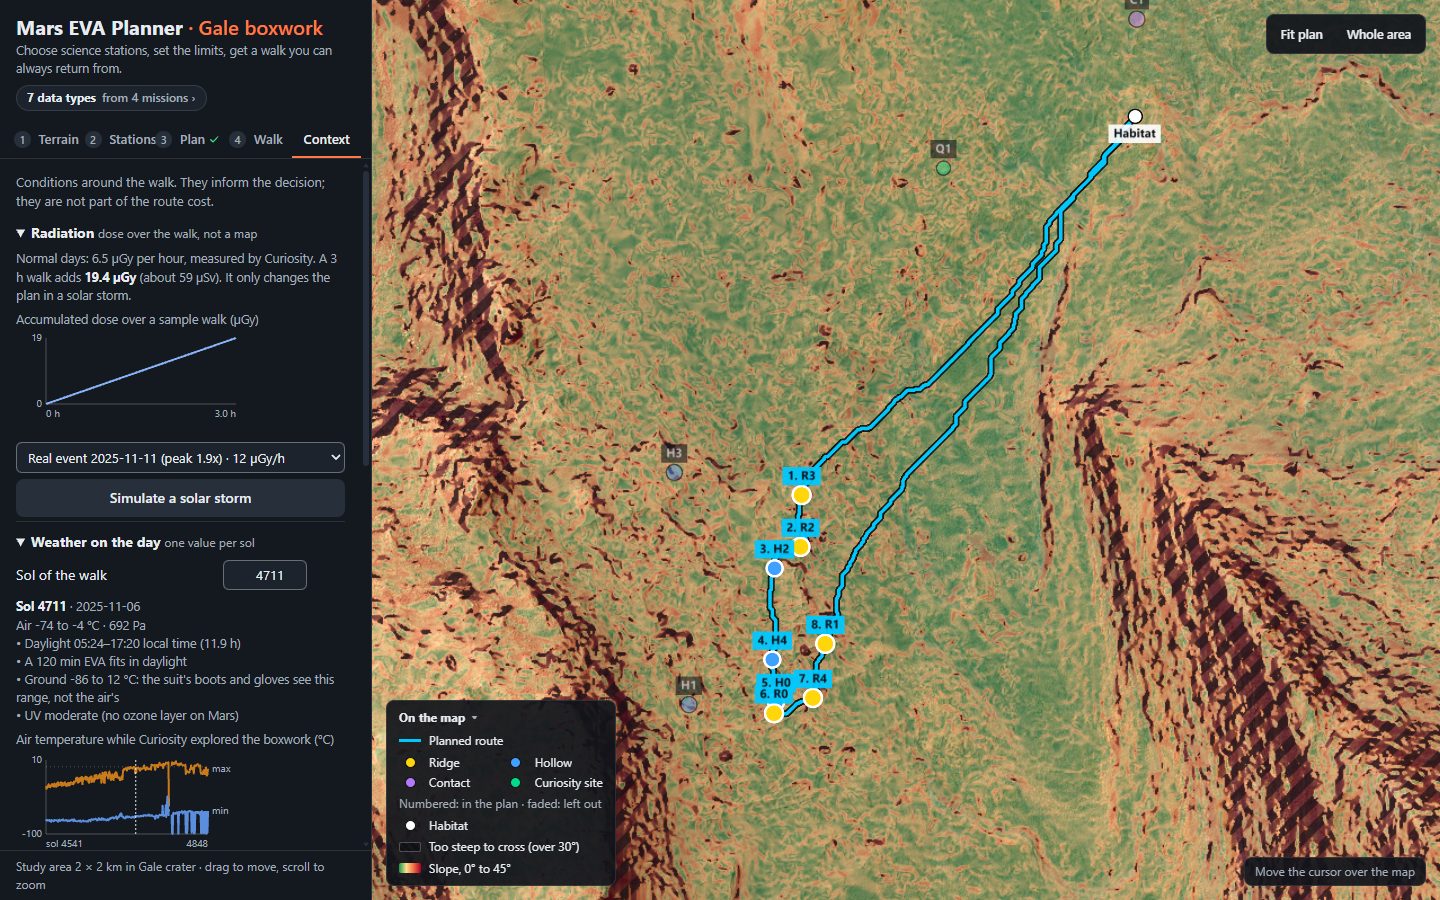 Mars EVA Planner · Gale boxwork
Choose science stations, set the limits, get a walk you can
always return from.
7 data types from 4 missions ›
1 Terrain 2 Stations 3 Plan ✓ 4 Walk Context
Conditions around the walk. They inform the decision;
they are not part of the route cost.
▼ Radiation dose over the walk, not a map
Normal days: 6.5 µGy per hour, measured by Curiosity. A 3
h walk adds 19.4 µGy (about 59 µSv). It only changes the
plan in a solar storm.
Accumulated dose over a sample walk (µGy)
19
0
0 h 3.0 h
Real event 2025-11-11 (peak 1.9x) · 12 µGy/h
Simulate a solar storm
▼ Weather on the day one value per sol
Sol of the walk 4711
Sol 4711 · 2025-11-06
Air -74 to -4 °C · 692 Pa
• Daylight 05:24–17:20 local time (11.9 h)
• A 120 min EVA fits in daylight
• Ground -86 to 12 °C: the suit's boots and gloves see this
range, not the air's
• UV moderate (no ozone layer on Mars)
Air temperature while Curiosity explored the boxwork (°C)
10
max
min
-100
sol 4541 4848
Study area 2 × 2 km in Gale crater · drag to move, scroll to
zoom
Fit plan Whole area
Habitat
Q1
H3
1. R3
2. R2
3. H2
8. R1
4. H4
7. R4
5. H0
6. R0
H1
On the map
Planned route
Ridge Hollow
Contact Curiosity site
Numbered: in the plan · faded: left out
Habitat
Too steep to cross (over 30°)
Slope, 0° to 45°
Move the cursor over the map